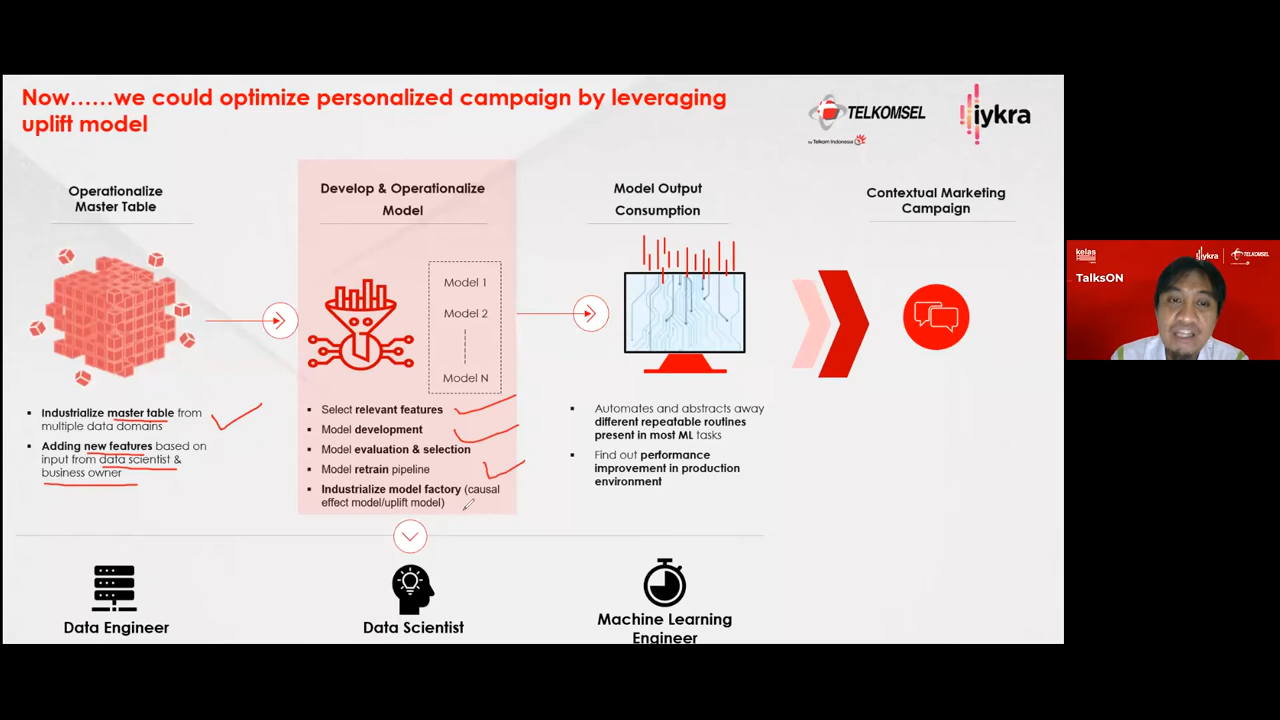 Now......we could optimize personalized campaign by leveraging
uplift model
TELKOMSEL
by Telkom Indonesia
iykra
Operationalize
Master Table
Develop & Operationalize
Model
Model Output
Consumption
Contextual Marketing
Campaign
Model 1
Model 2
Model N
Industrialize master table from
multiple data domains
Adding new features based on
input from data scientist &
business owner
Select relevant features
Model development
Model evaluation & selection
Model retrain pipeline
Industrialize model factory (causal
effect model/uplift model)
Automates and abstracts away
different repeatable routines
present in most ML tasks
Find out performance
improvement in production
environment
Data Engineer
Data Scientist
Machine Learning
Engineer
kelas
iykra
TELKOMSEL
TalksON